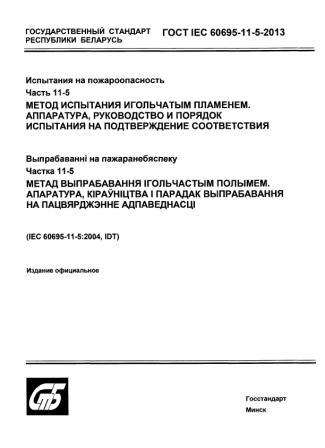 ГОСУДАРСТВЕННЫЙ СТАНДАРТ
РЕСПУБЛИКИ БЕЛАРУСЬ
ГОСТ IEC 60695-11-5-2013
Испытания на пожароопасность
Часть 11-5
МЕТОД ИСПЫТАНИЯ ИГОЛЬЧАТЫМ ПЛАМЕНЕМ.
АППАРАТУРА, РУКОВОДСТВО И ПОРЯДОК
ИСПЫТАНИЯ НА ПОДТВЕРЖДЕНИЕ СООТВЕТСТВИЯ
Выпрабаванні на пажаранебяспеку
Частка 11-5
МЕТАД ВЫПРАБАВАННЯ ІГОЛЬЧАСТЫМ ПОЛЫМЕМ.
АПАРАТУРА, КІРАЎНІЦТВА І ПАРАДАК ВЫПРАБАВАННЯ
НА ПАЦВЯРДЖЭННЕ АДПАВЕДНАСЦІ
(IEC 60695-11-5:2004, IDT)
Издание официальное
СТБ
Госстандарт
Минск